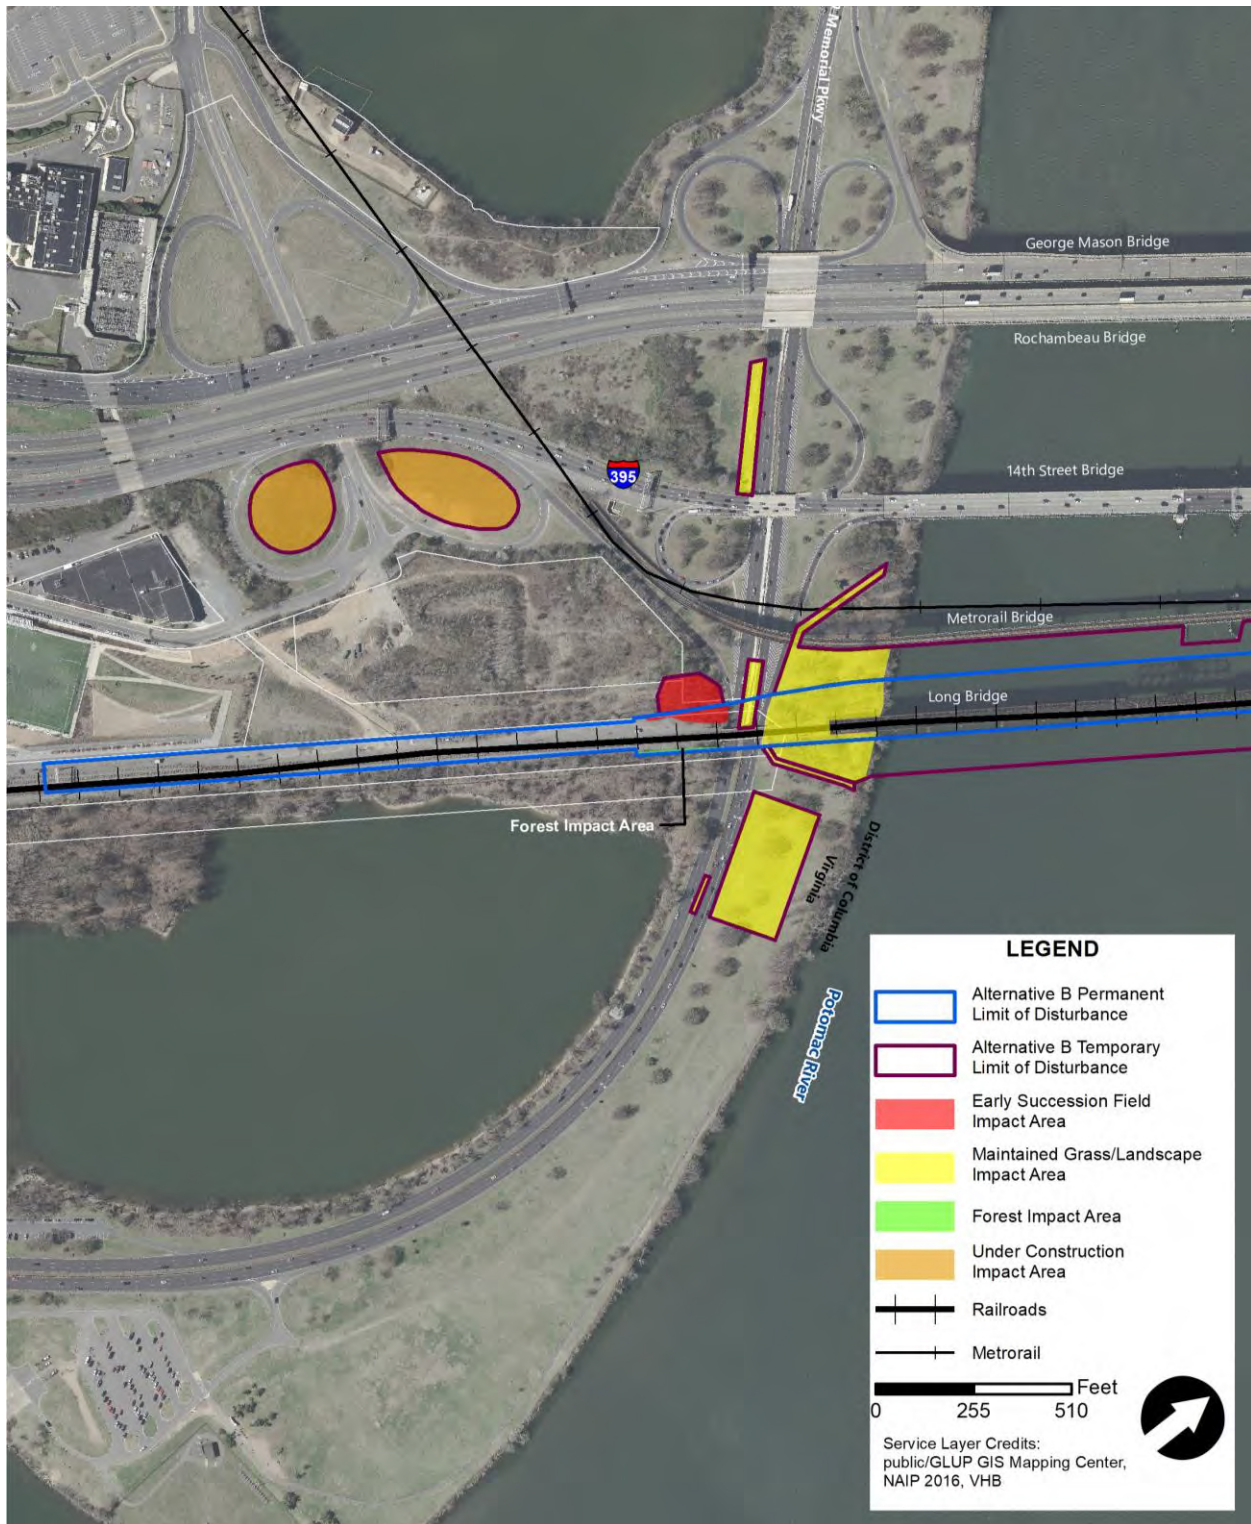 Memorial Pkwy
George Mason Bridge
Rochambeau Bridge
14th Street Bridge
395
Metrorail Bridge
Long Bridge
Forest Impact Area
District of Columbia
Virginia
Potomac River
LEGEND
Alternative B Permanent
Limit of Disturbance
Alternative B Temporary
Limit of Disturbance
Early Succession Field
Impact Area
Maintained Grass/Landscape
Impact Area
Forest Impact Area
Under Construction
Impact Area
Railroads
Metrorail
Feet
0 255 510
Service Layer Credits:
public/GLUP GIS Mapping Center,
NAIP 2016, VHB